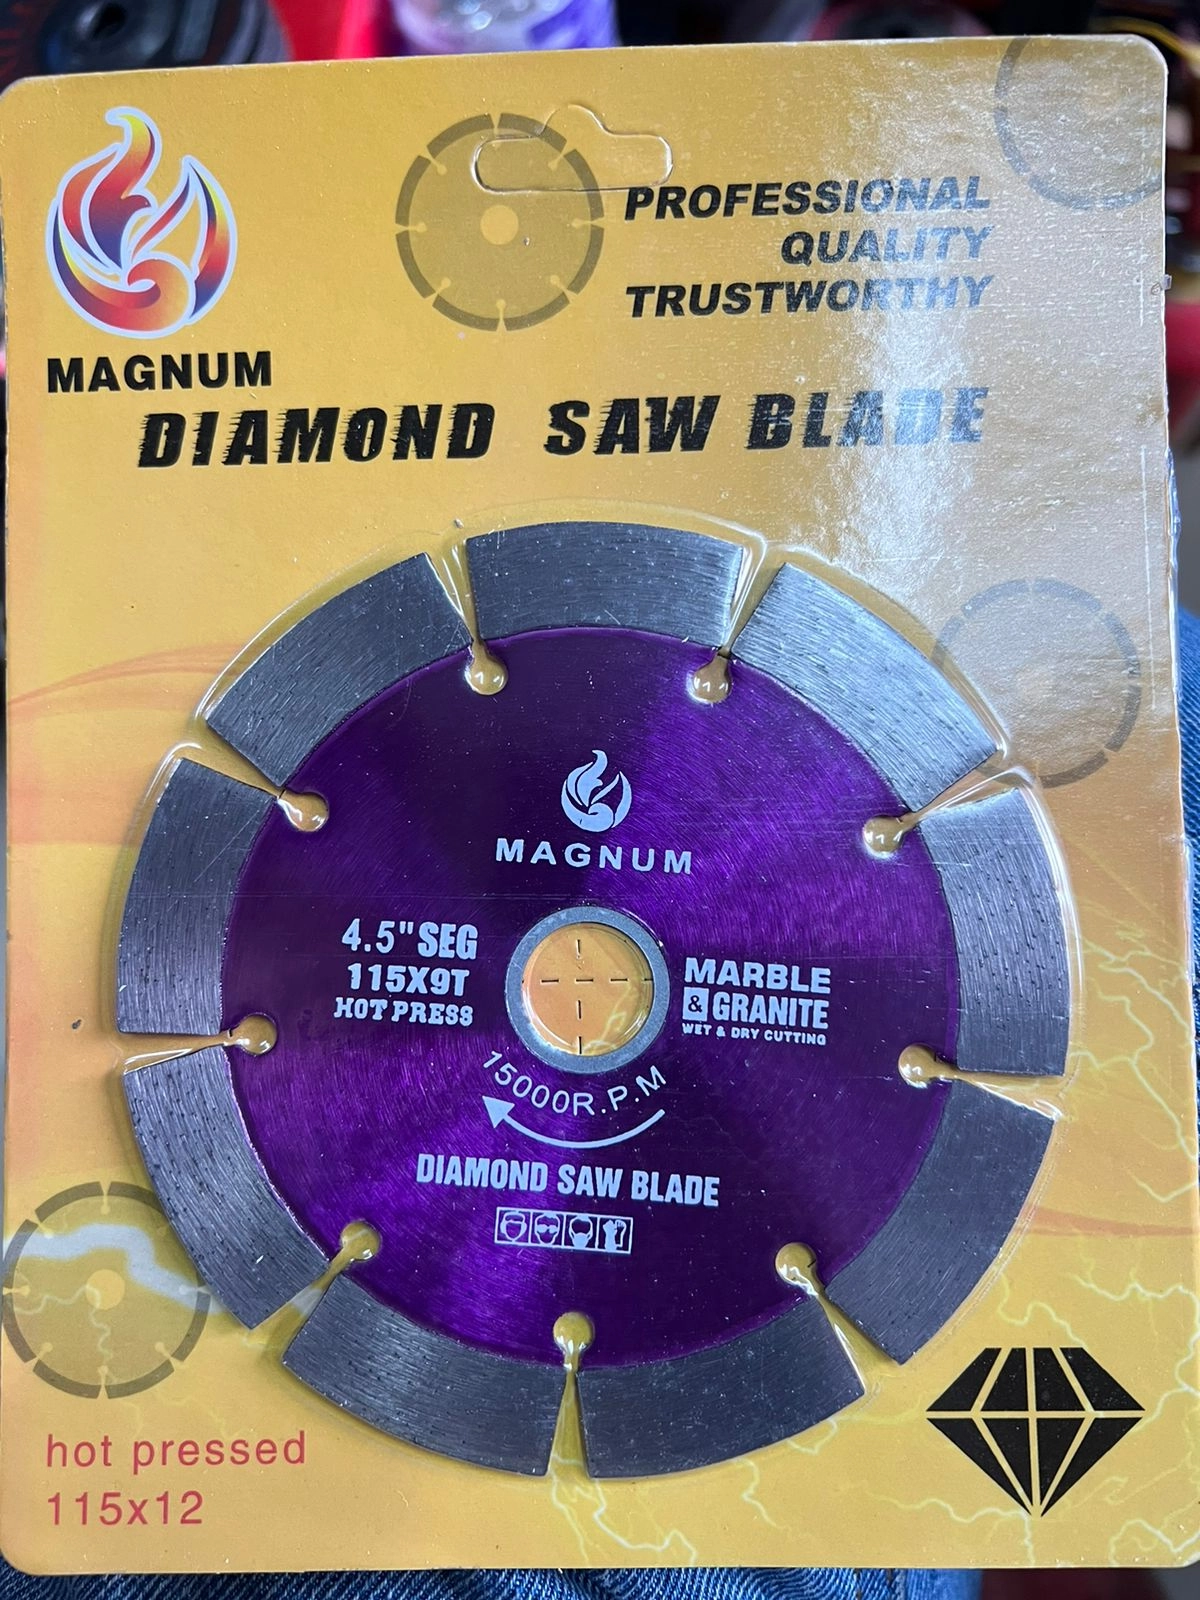 PROFESSIONAL
QUALITY
TRUSTWORTHY
MAGNUM
DIAMOND SAW BLADE
MAGNUM
4.5" SEG
115X9T
HOT PRESS
MARBLE
& GRANITE
WET & DRY CUTTING
15000R.P.M
DIAMOND SAW BLADE
hot pressed
115x12